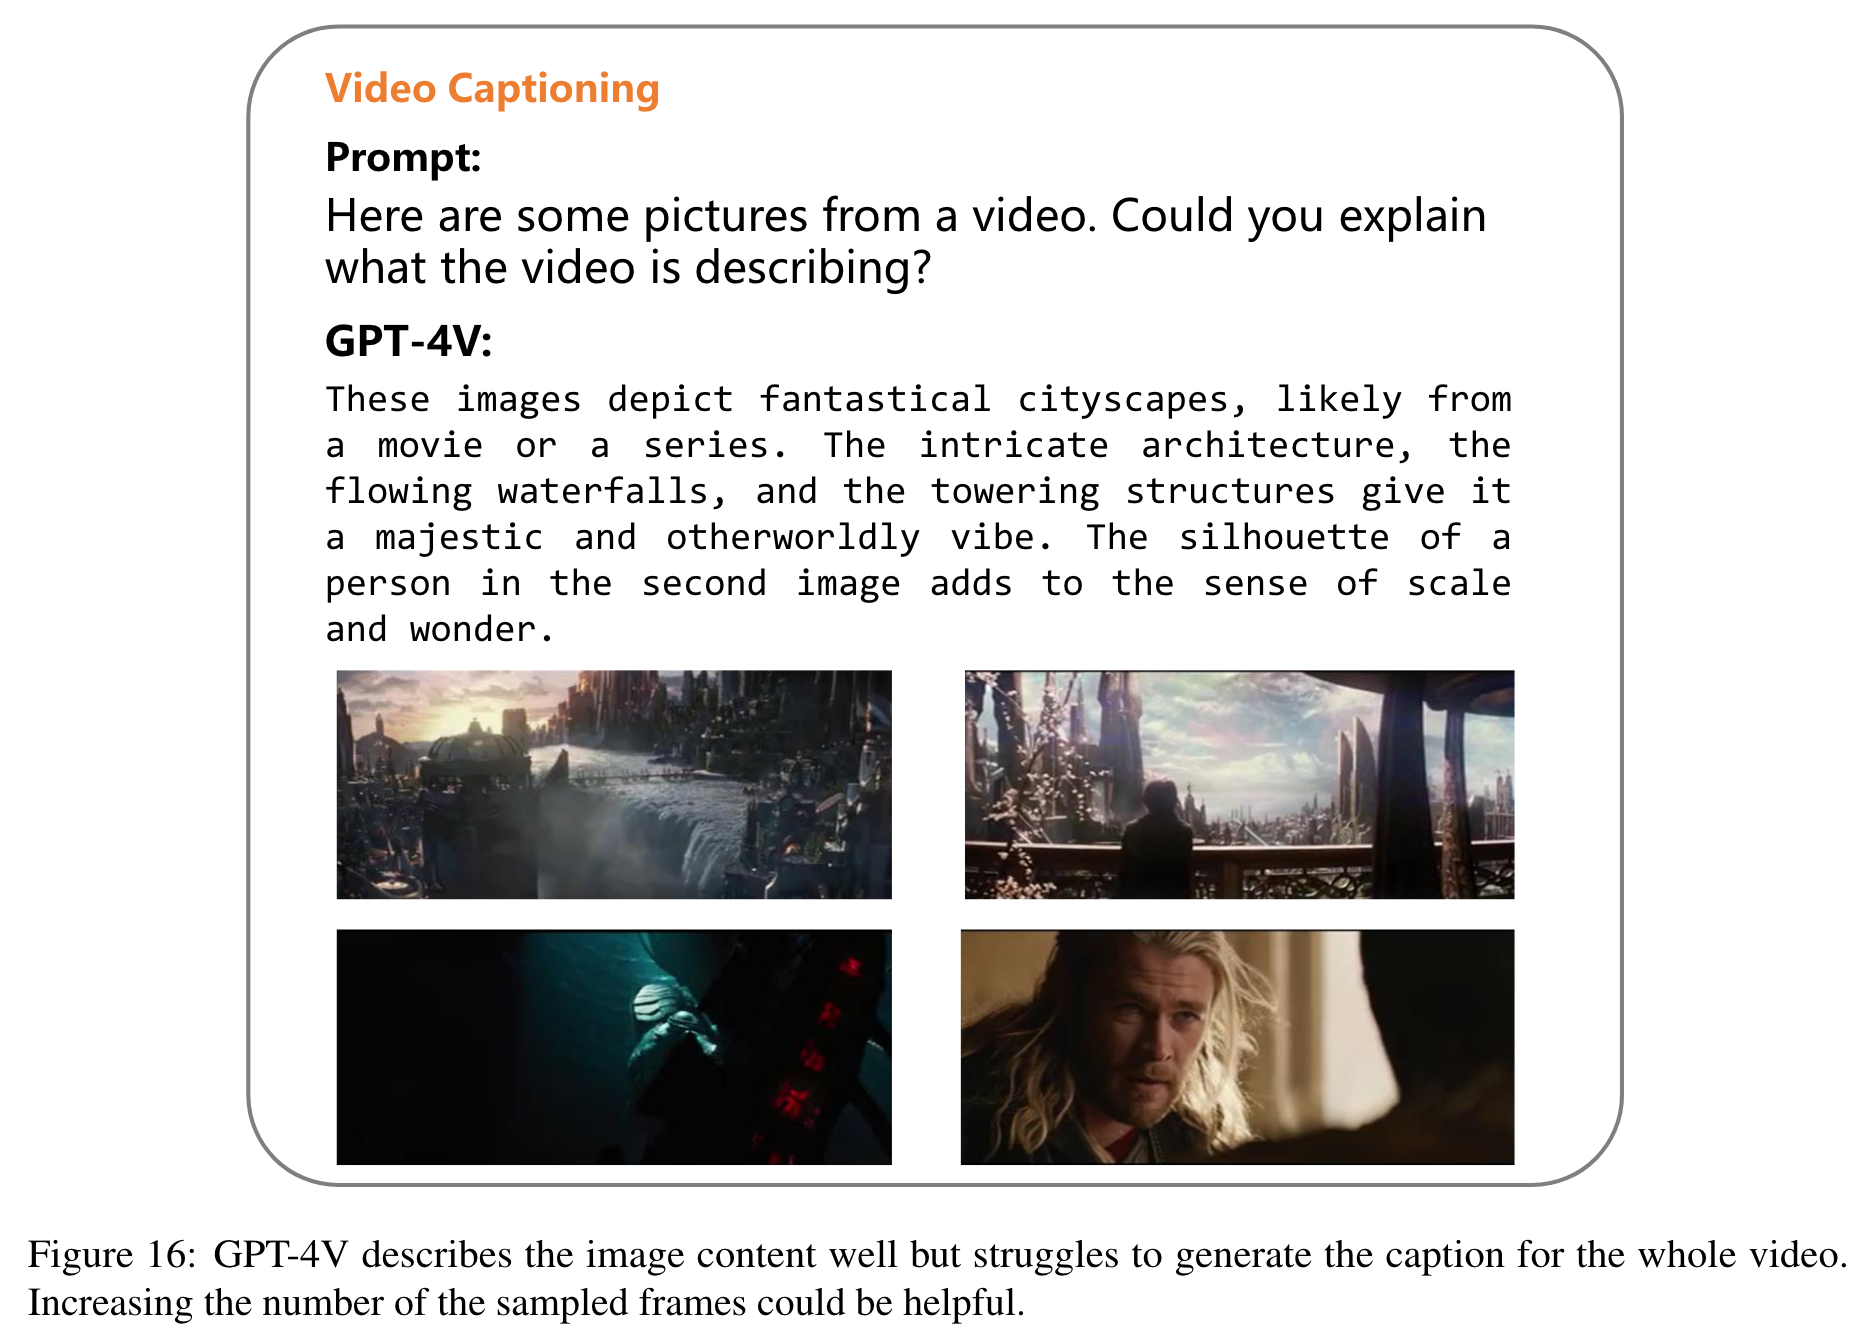 Video Captioning
Prompt:
Here are some pictures from a video. Could you explain
what the video is describing?
GPT-4V:
These images depict fantastical cityscapes, likely from
a movie or a series. The intricate architecture, the
flowing waterfalls, and the towering structures give it
a majestic and otherworldly vibe. The silhouette of a
person in the second image adds to the sense of scale
and wonder.
Figure 16: GPT-4V describes the image content well but struggles to generate the caption for the whole video.
Increasing the number of the sampled frames could be helpful.